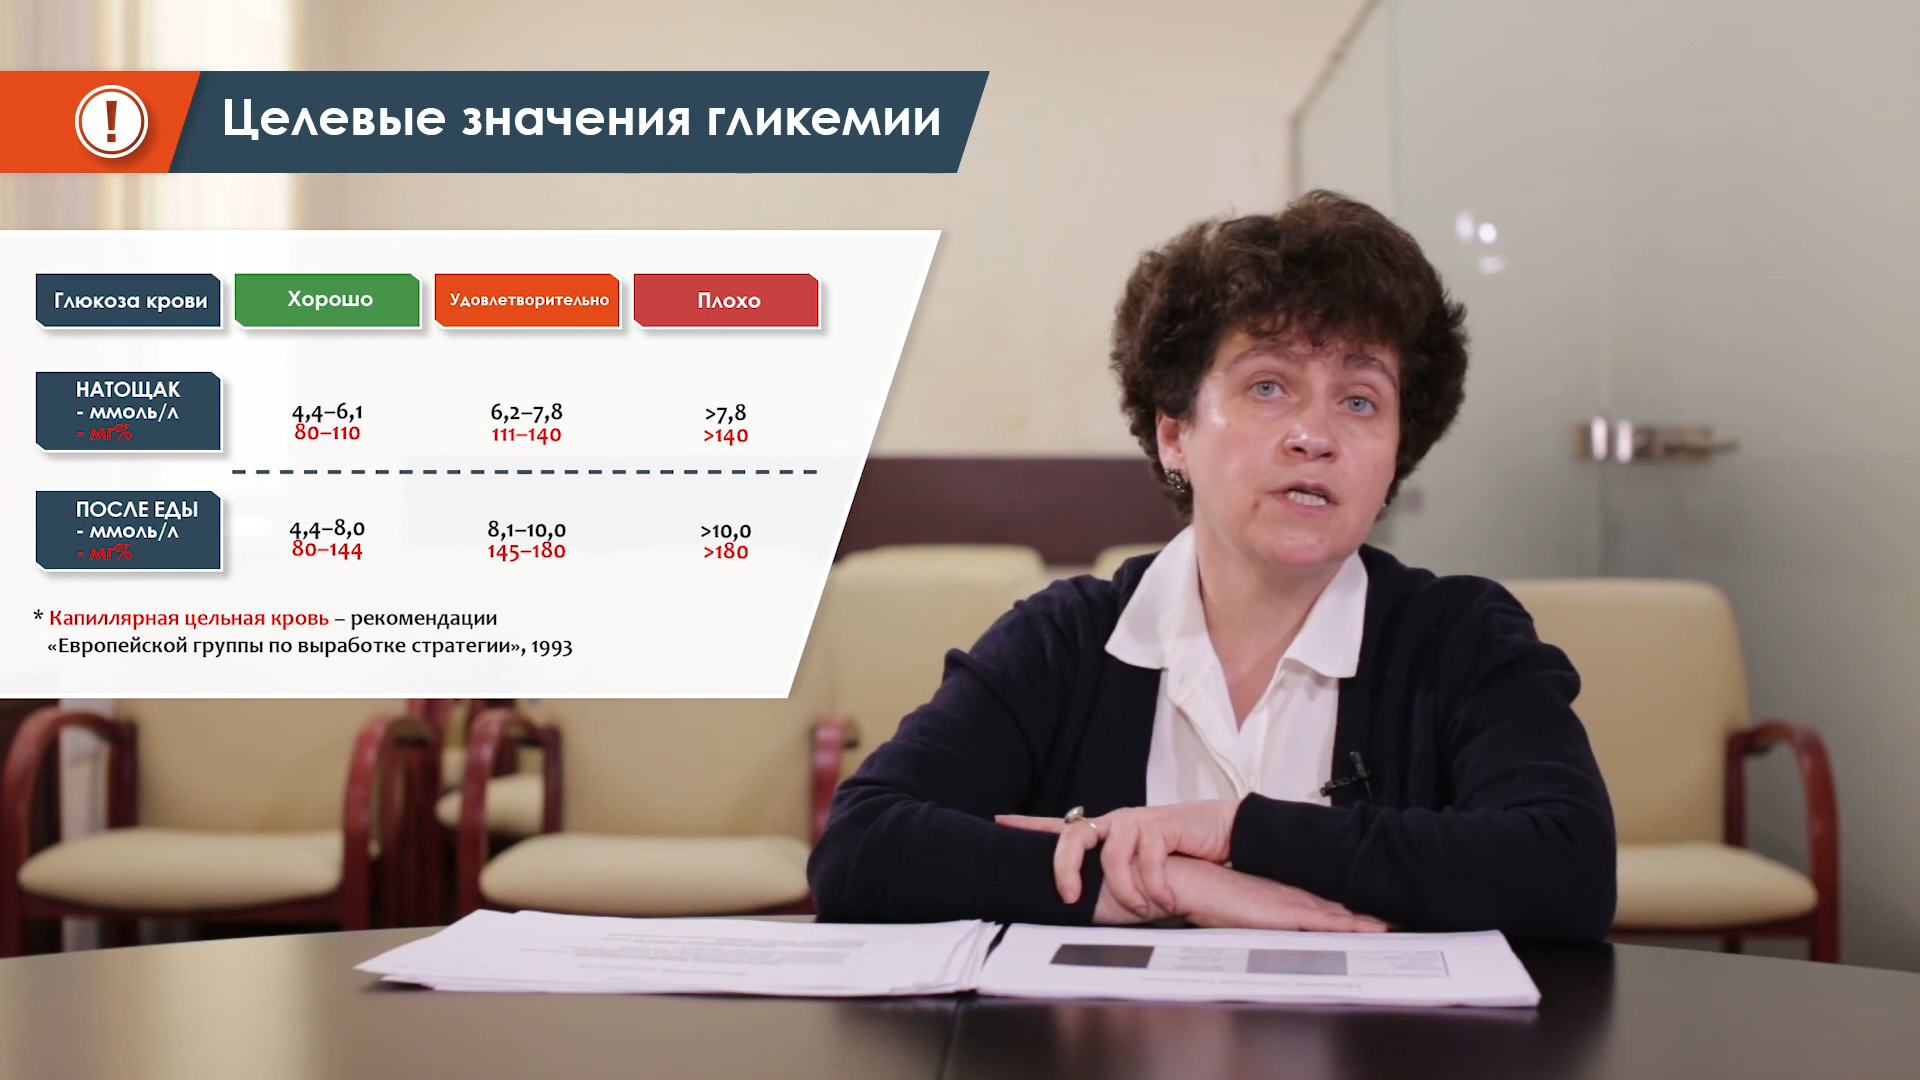 !
Целевые значения гликемии
Глюкоза крови Хорошо Удовлетворительно Плохо
НАТОЩАК
- ммоль/л 4,4–6,1 6,2–7,8 >7,8
- мг% 80–110 111–140 >140
ПОСЛЕ ЕДЫ
- ммоль/л 4,4–8,0 8,1–10,0 >10,0
- мг% 80–144 145–180 >180
* Капиллярная цельная кровь – рекомендации
«Европейской группы по выработке стратегии», 1993